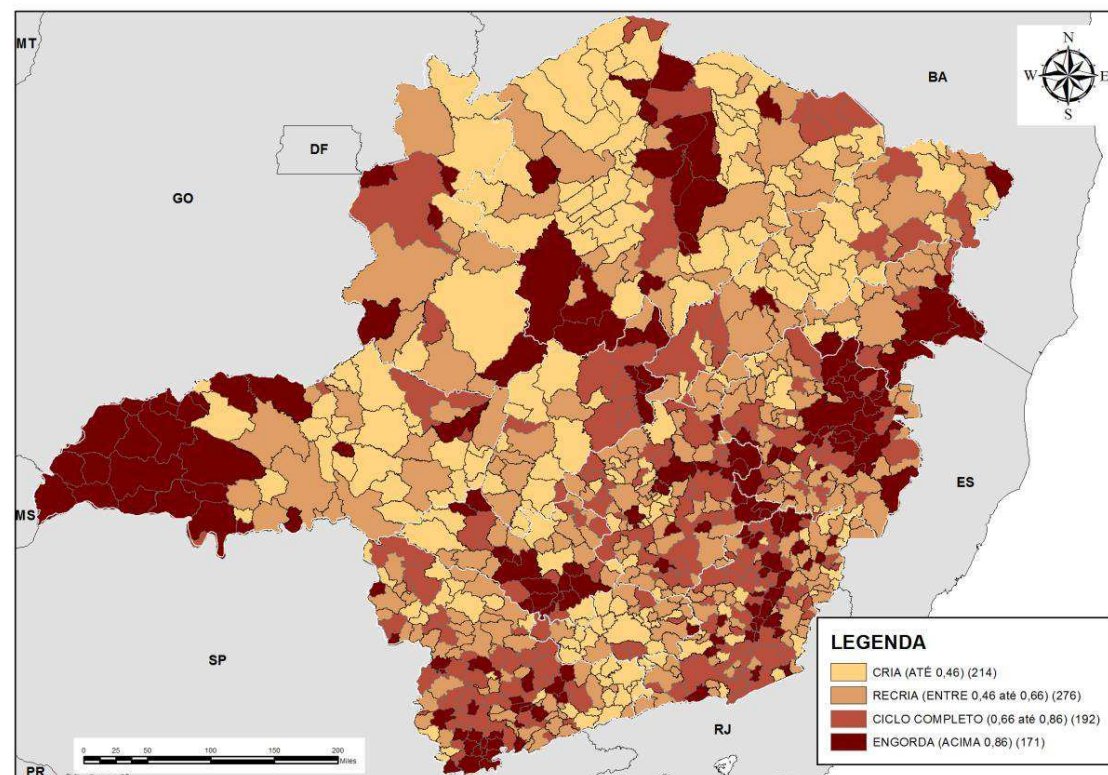 MT
N
W E
S
BA
DF
GO
MS
ES
SP
RJ
PR
LEGENDA
CRIA (ATÉ 0,46) (214)
RECRIA (ENTRE 0,46 até 0,66) (276)
CICLO COMPLETO (0,66 até 0,86) (192)
ENGORDA (ACIMA 0,86) (171)
0 25 50 100 150 200
Miles